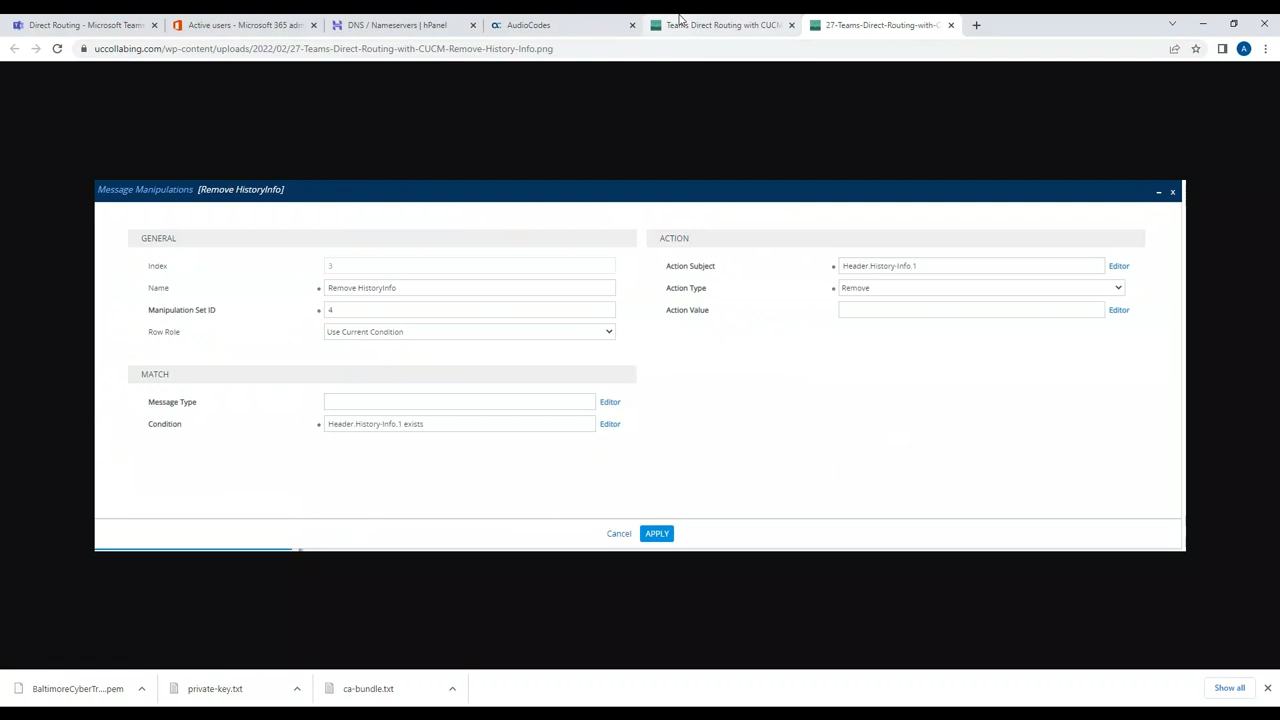 Direct Routing - Microsoft Teams
Active users - Microsoft 365 adm
DNS / Nameservers | hPanel
AudioCodes
Teams Direct Routing with CUCM
27-Teams-Direct-Routing-with-C
uccollabing.com/wp-content/uploads/2022/02/27-Teams-Direct-Routing-with-CUCM-Remove-History-Info.png
A
Message Manipulations [Remove HistoryInfo]
– x
GENERAL
Index 3
Name Remove HistoryInfo
Manipulation Set ID 4
Row Role Use Current Condition
MATCH
Message Type Editor
Condition Header.History-Info.1 exists Editor
ACTION
Action Subject Header.History-Info.1 Editor
Action Type Remove
Action Value Editor
Cancel APPLY
BaltimoreCyberTr....pem
private-key.txt
ca-bundle.txt
Show all